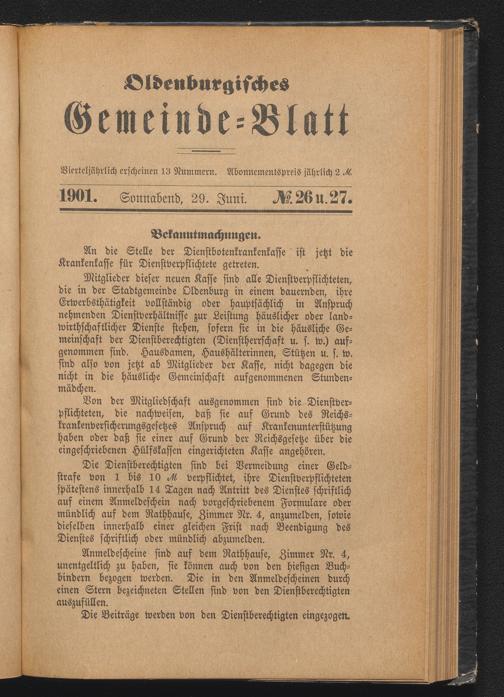 Oldenburgisches
Gemeinde-Blatt
Vierteljährlich erscheinen 13 Nummern. Abonnementspreis jährlich 2 ℳ
1901. Sonnabend, 29. Juni. №. 26 u. 27.
Bekanntmachungen.
An die Stelle der Dienstbotenkrankenkasse ist jetzt die
Krankenkasse für Dienstverpflichtete getreten.
Mitglieder dieser neuen Kasse sind alle Dienstverpflichteten,
die in der Stadtgemeinde Oldenburg in einem dauernden, ihre
Erwerbsthätigkeit vollständig oder hauptsächlich in Anspruch
nehmenden Dienstverhältnisse zur Leistung häuslicher oder land-
wirthschaftlicher Dienste stehen, sofern sie in die häusliche Ge-
meinschaft der Dienstberechtigten (Dienstherrschaft u. s. w.) auf-
genommen sind. Hausdamen, Haushälterinnen, Stützen u. s. w.
sind also von jetzt ab Mitglieder der Kasse, nicht dagegen die
nicht in die häusliche Gemeinschaft aufgenommenen Stunden-
mädchen.
Von der Mitgliedschaft ausgenommen sind die Dienstver-
pflichteten, die nachweisen, daß sie auf Grund des Reichs-
krankenversicherungsgesetzes Anspruch auf Krankenunterstützung
haben oder daß sie einer auf Grund der Reichsgesetze über die
eingeschriebenen Hülfskassen eingerichteten Kasse angehören.
Die Dienstberechtigten sind bei Vermeidung einer Geld-
strafe von 1 bis 10 ℳ verpflichtet, ihre Dienstverpflichteten
spätestens innerhalb 14 Tagen nach Antritt des Dienstes schriftlich
auf einem Anmeldeschein nach vorgeschriebenem Formulare oder
mündlich auf dem Rathhause, Zimmer Nr. 4, anzumelden, sowie
dieselben innerhalb einer gleichen Frist nach Beendigung des
Dienstes schriftlich oder mündlich abzumelden.
Anmeldescheine sind auf dem Rathhause, Zimmer Nr. 4,
unentgeltlich zu haben, sie können auch von den hiesigen Buch-
bindern bezogen werden. Die in den Anmeldescheinen durch
einen Stern bezeichneten Stellen sind von den Dienstberechtigten
auszufüllen.
Die Beiträge werden von den Dienstberechtigten eingezogen.